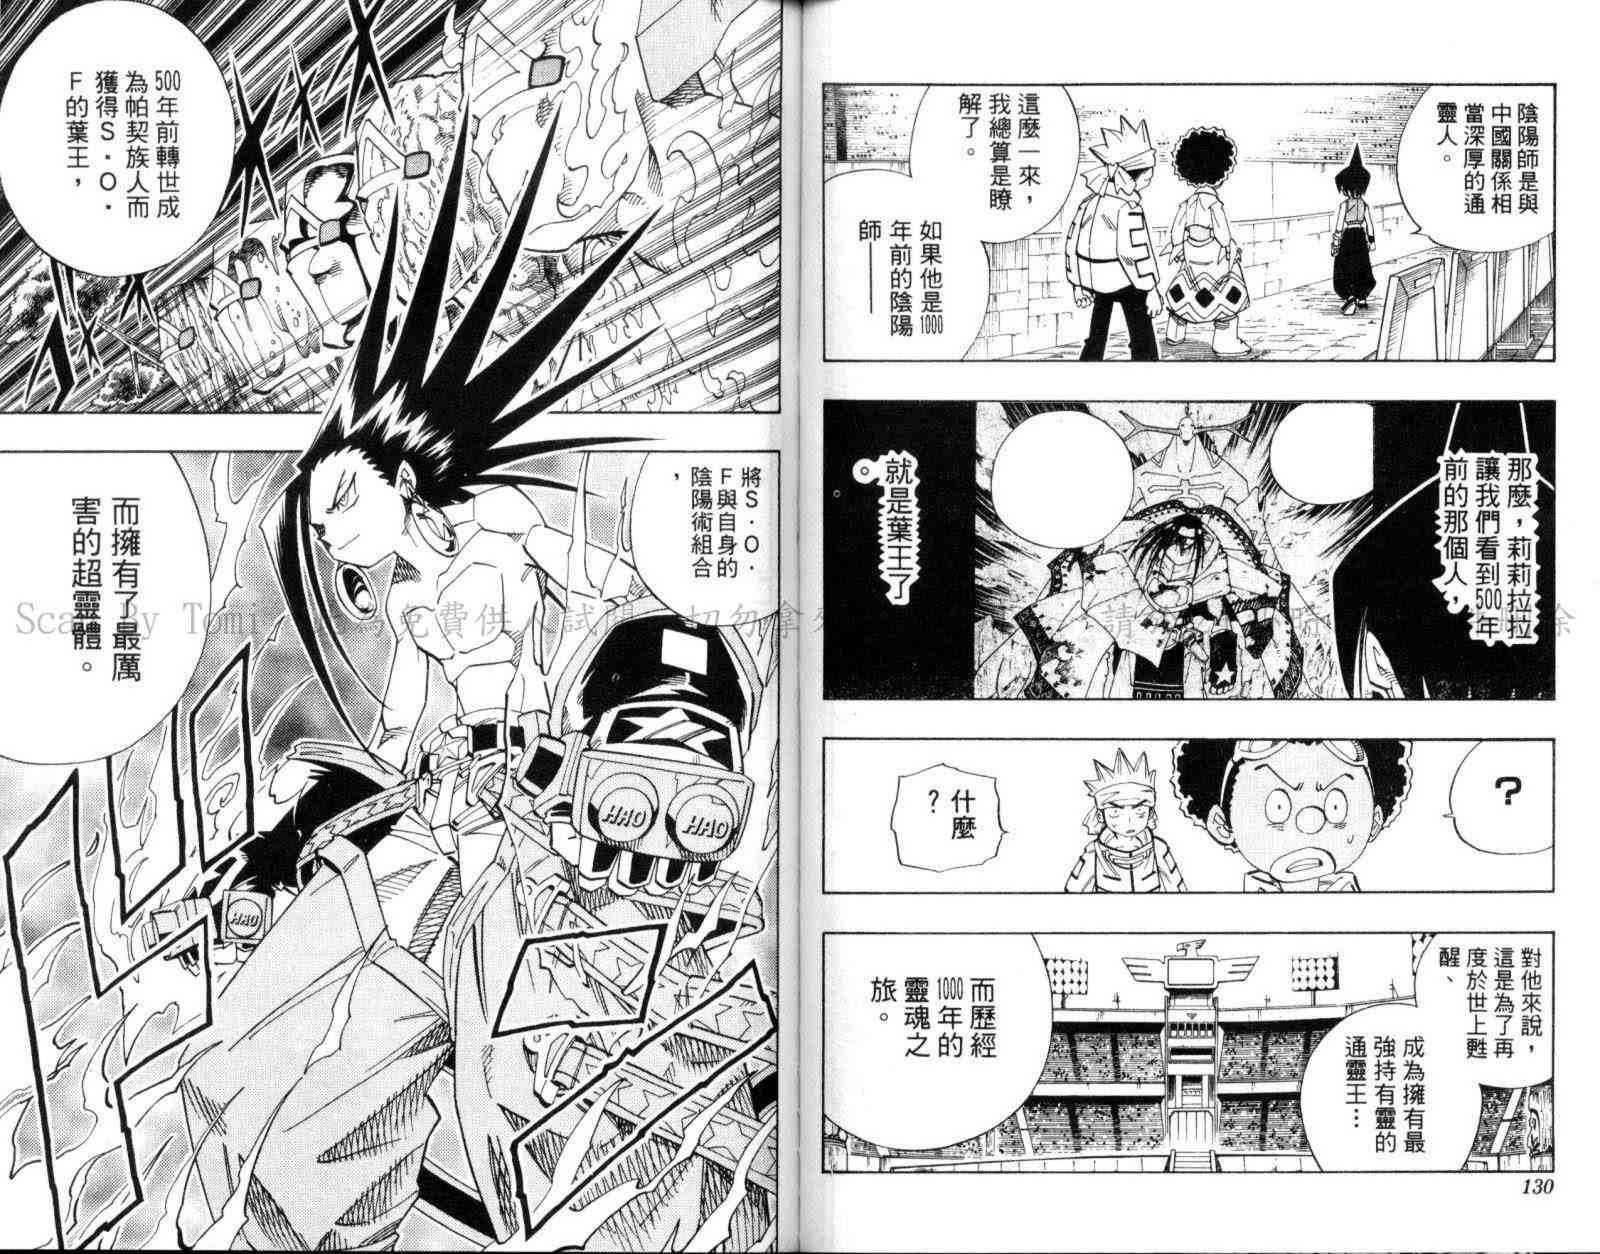 陰陽師是與
中國關係相
當深厚的通
靈人。
這麼一來，
我總算是瞭
解了。
如果他是1000
年前的陰陽
師——
那麼，莉莉拉拉
讓我們看到500年
前的那個人，
就是葉王了
。
？
什麼
？
對他來說，
這是為了再
度於世上甦
醒、
成為擁有最
強持有靈的
通靈王…
而歷經
1000年的
靈魂之
旅。
130
500年前轉世成
為帕契族人而
獲得S．O．
F的葉王，
將S．O．
F與自身的
陰陽術組合
，
而擁有了最厲
害的超靈體。
HAO
HAO
HAO
Scan By Tomi